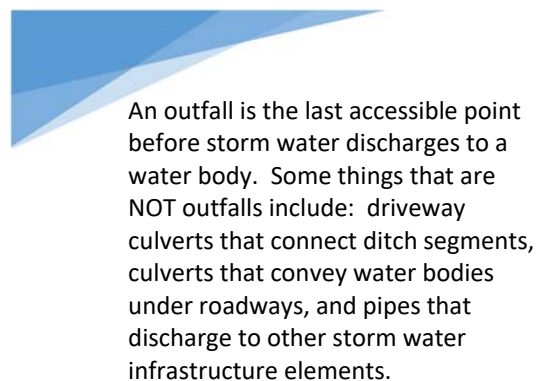 An outfall is the last accessible point
before storm water discharges to a
water body.  Some things that are
NOT outfalls include:  driveway
culverts that connect ditch segments,
culverts that convey water bodies
under roadways, and pipes that
discharge to other storm water
infrastructure elements.